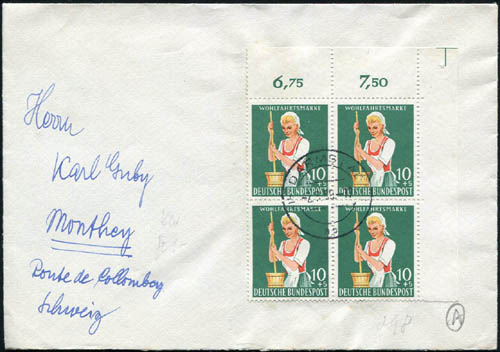 Herrn
Karl Gruby
Monthey
Route de Collombey
Schweiz
6,75 7,50
WOHLFAHRTSMARKE WOHLFAHRTSMARKE
10+5 10+5
DEUTSCHE BUNDESPOST DEUTSCHE BUNDESPOST
DARMST
WOHLFAHRTSMARKE WOHLFAHRTSMARKE
10+5 10+5
DEUTSCHE BUNDESPOST DEUTSCHE BUNDESPOST
A